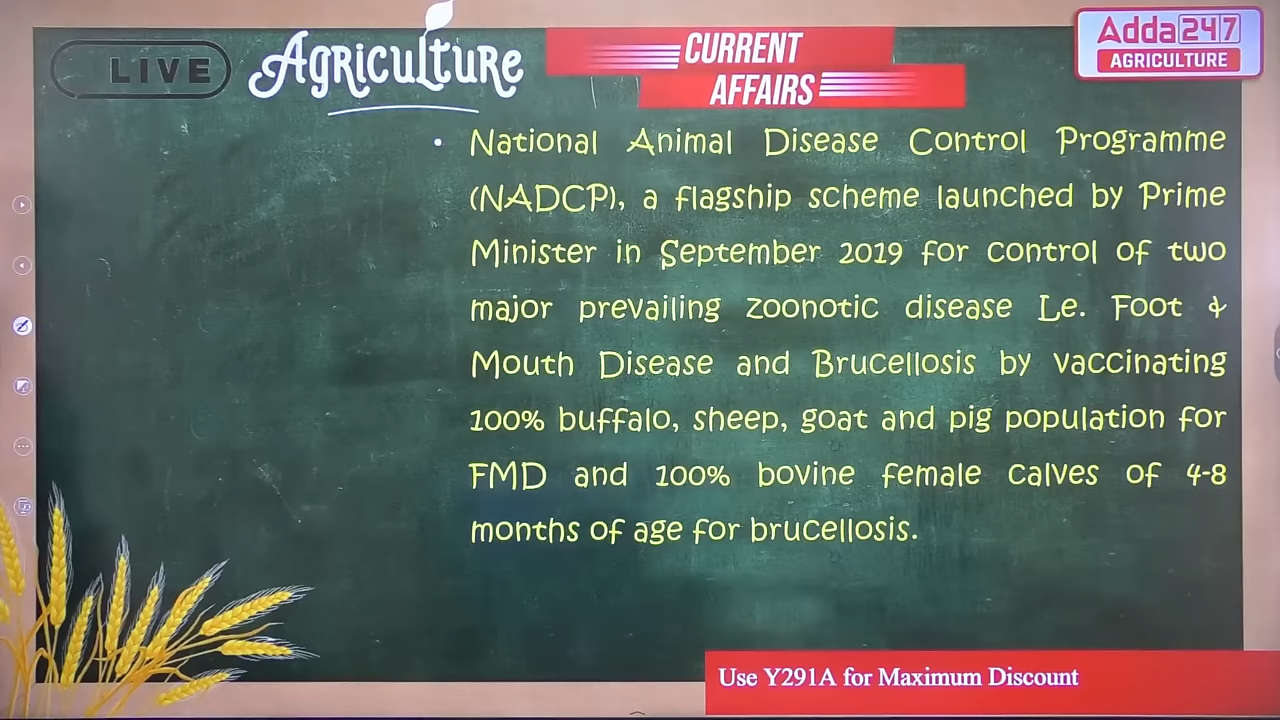 LIVE
Agriculture
CURRENT
AFFAIRS
Adda247
AGRICULTURE
• National Animal Disease Control Programme
(NADCP), a flagship scheme launched by Prime
Minister in September 2019 for control of two
major prevailing zoonotic disease Le. Foot &
Mouth Disease and Brucellosis by vaccinating
100% buffalo, sheep, goat and pig population for
FMD and 100% bovine female calves of 4-8
months of age for brucellosis.
Use Y291A for Maximum Discount